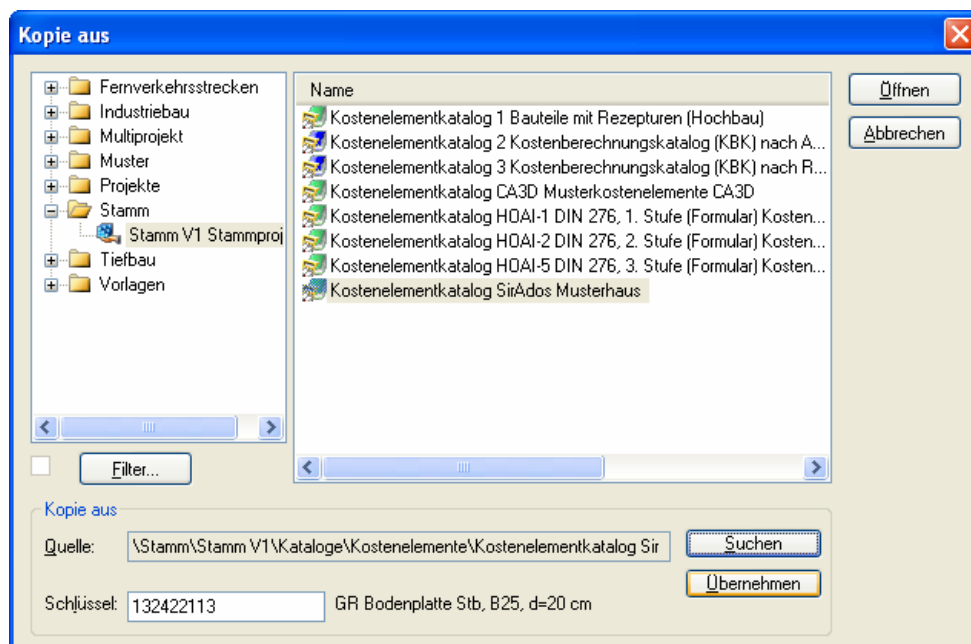 Kopie aus
Fernverkehrsstrecken
Industriebau
Multiprojekt
Muster
Projekte
Stamm
Stamm V1 Stammproj
Tiefbau
Vorlagen
Name
Kostenelementkatalog 1 Bauteile mit Rezepturen (Hochbau)
Kostenelementkatalog 2 Kostenberechnungskatalog (KBK) nach A...
Kostenelementkatalog 3 Kostenberechnungskatalog (KBK) nach R...
Kostenelementkatalog CA3D Musterkostenelemente CA3D
Kostenelementkatalog HOAI-1 DIN 276, 1. Stufe (Formular) Kosten...
Kostenelementkatalog HOAI-2 DIN 276, 2. Stufe (Formular) Kosten...
Kostenelementkatalog HOAI-5 DIN 276, 3. Stufe (Formular) Kosten...
Kostenelementkatalog SirAdos Musterhaus
Öffnen
Abbrechen
Filter...
Kopie aus
Quelle: \Stamm\Stamm V1\Kataloge\Kostenelemente\Kostenelementkatalog Sir
Suchen
Übernehmen
Schlüssel: 132422113 GR Bodenplatte Stb, B25, d=20 cm